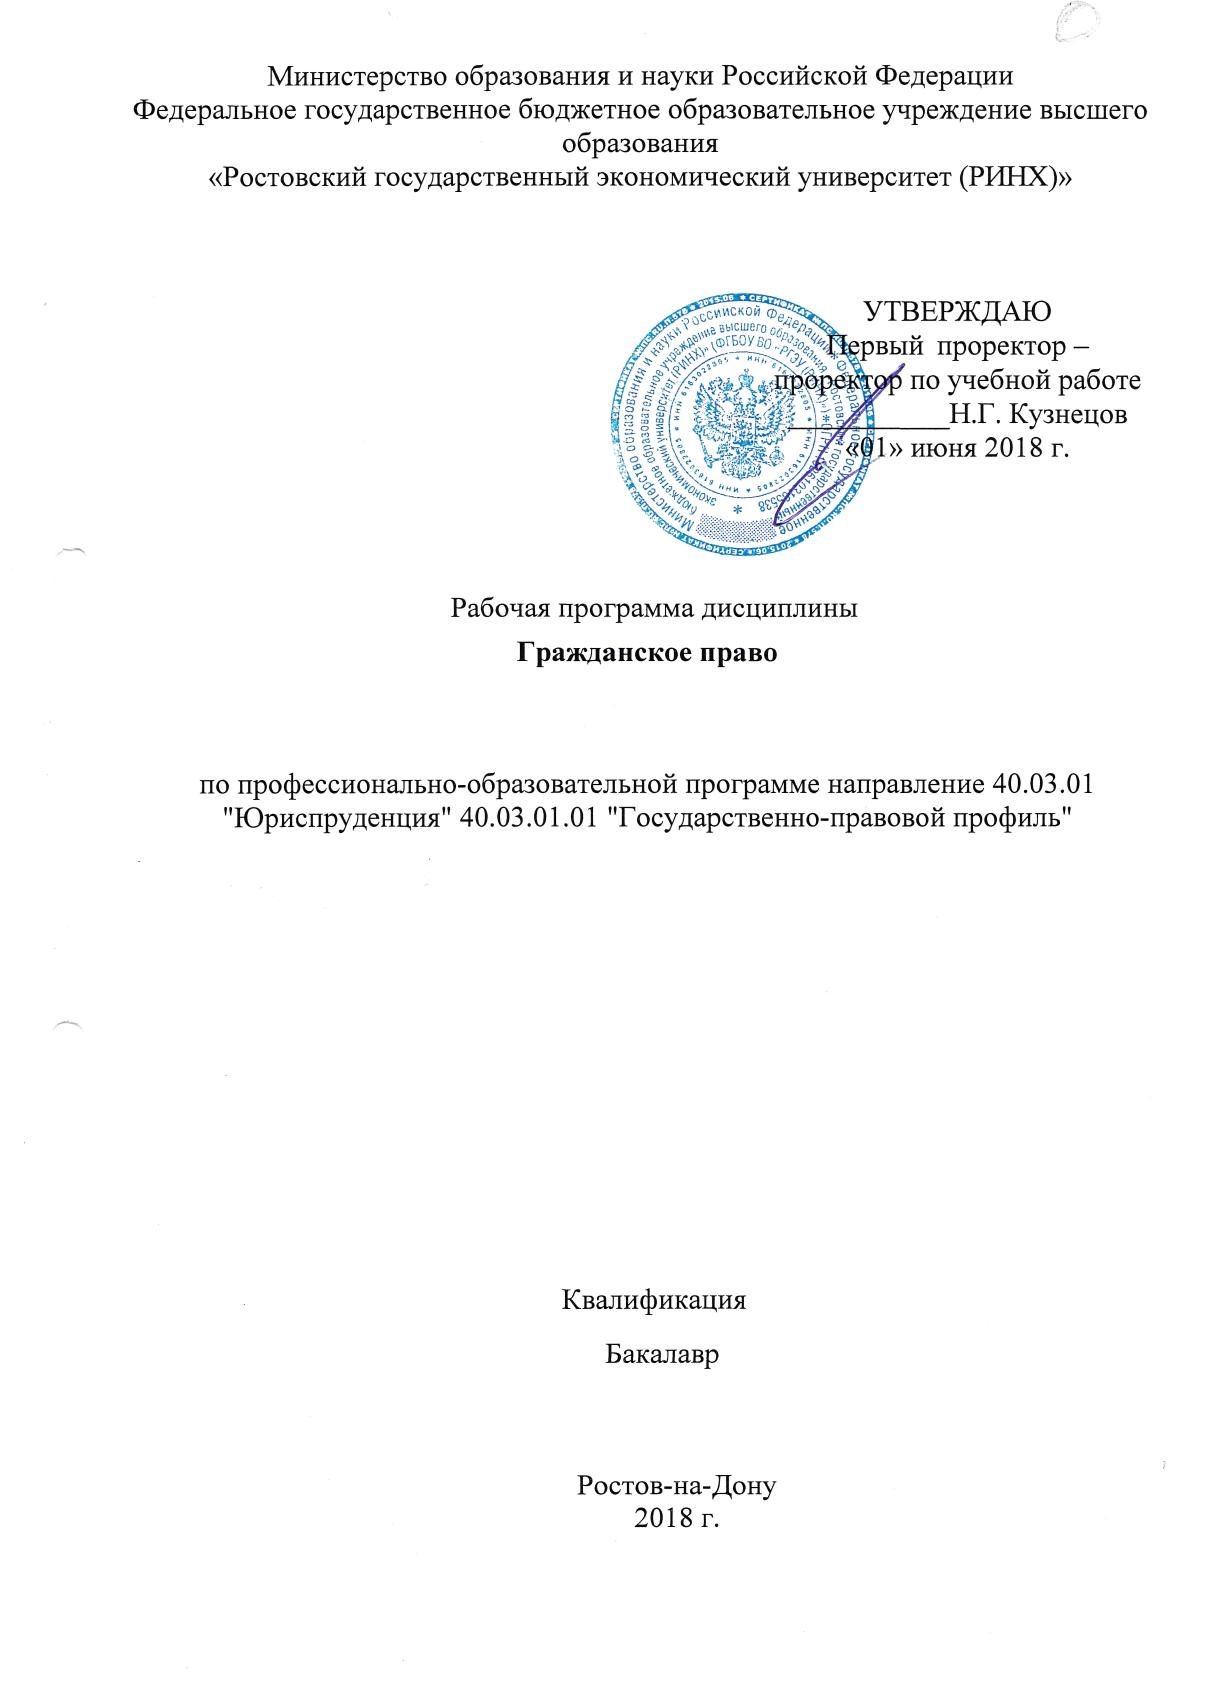 Министерство образования и науки Российской Федерации
Федеральное государственное бюджетное образовательное учреждение высшего
образования
«Ростовский государственный экономический университет (РИНХ)»
УТВЕРЖДАЮ
Первый проректор –
проректор по учебной работе
____________Н.Г. Кузнецов
«01» июня 2018 г.
Рабочая программа дисциплины
Гражданское право
по профессионально-образовательной программе направление 40.03.01
"Юриспруденция" 40.03.01.01 "Государственно-правовой профиль"
Квалификация
Бакалавр
Ростов-на-Дону
2018 г.